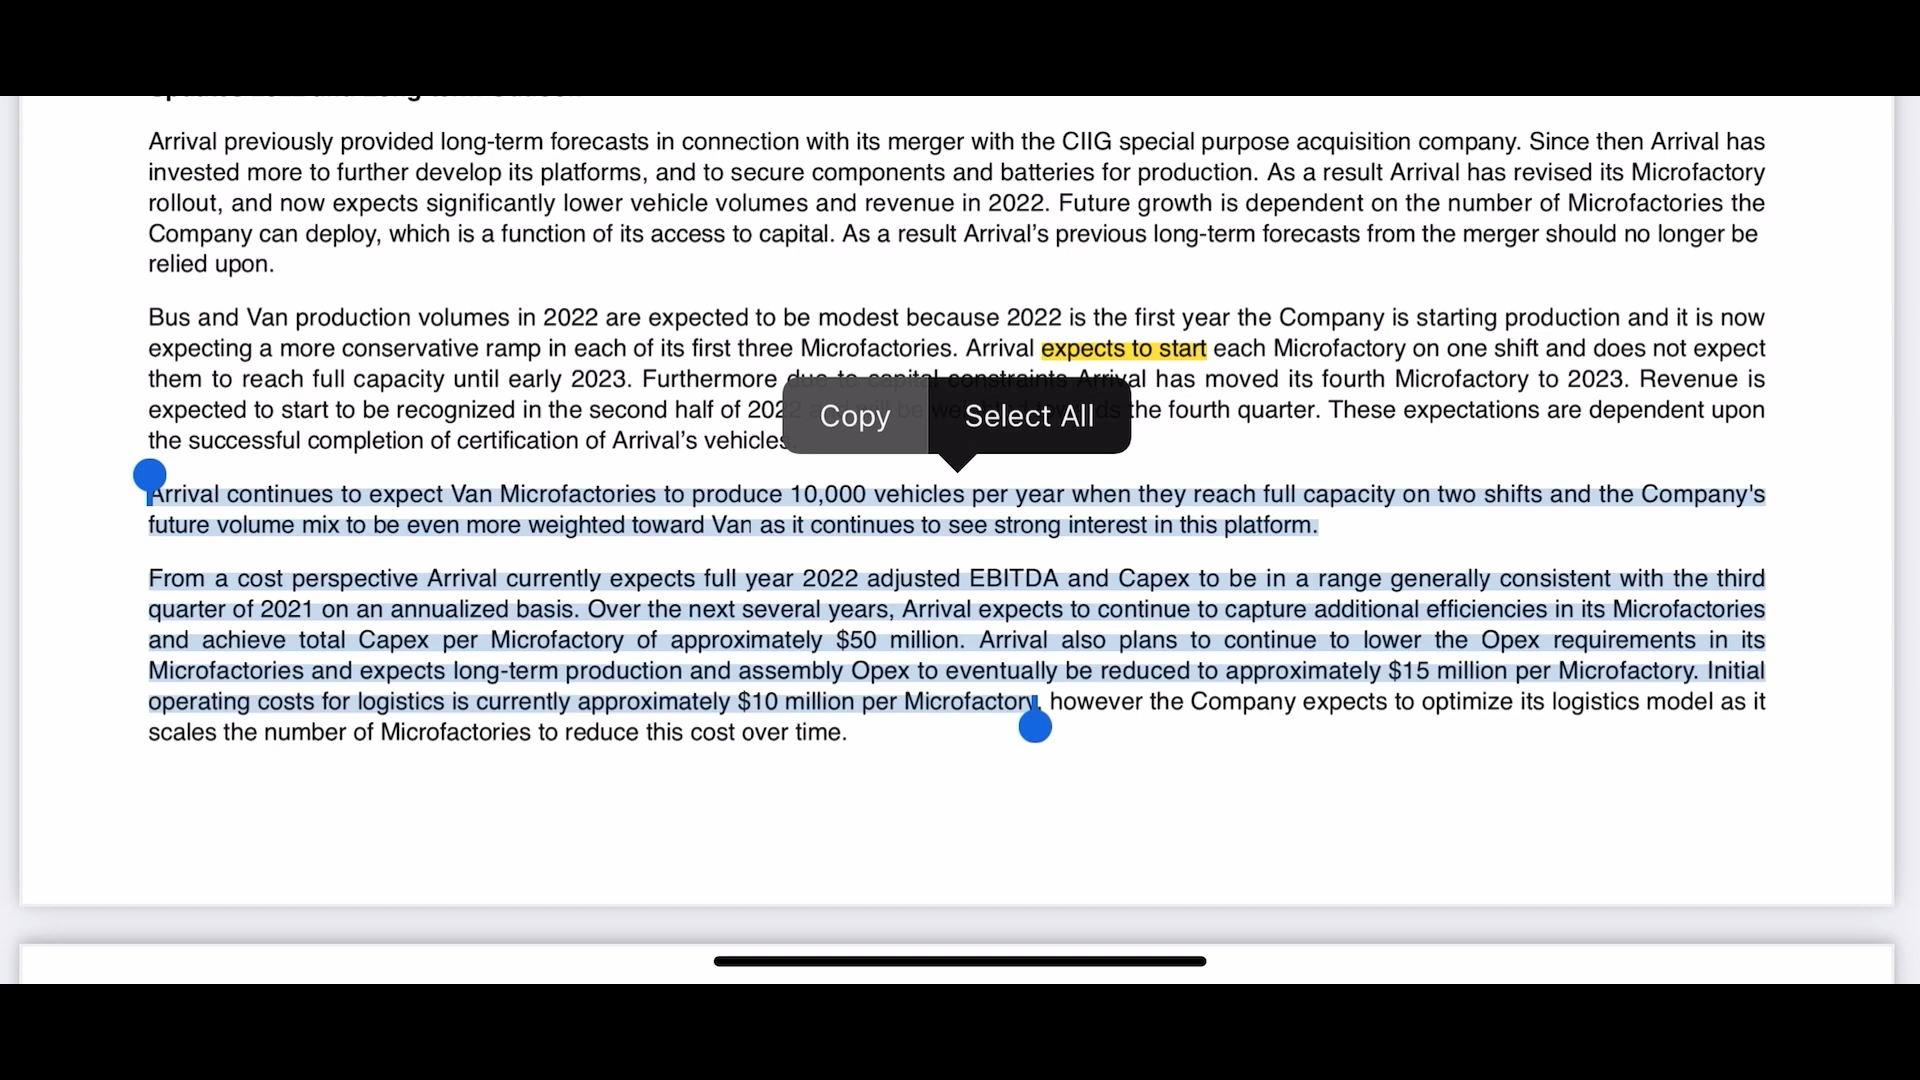 Arrival previously provided long-term forecasts in connection with its merger with the CIIG special purpose acquisition company. Since then Arrival has
invested more to further develop its platforms, and to secure components and batteries for production. As a result Arrival has revised its Microfactory
rollout, and now expects significantly lower vehicle volumes and revenue in 2022. Future growth is dependent on the number of Microfactories the
Company can deploy, which is a function of its access to capital. As a result Arrival's previous long-term forecasts from the merger should no longer be
relied upon.
Bus and Van production volumes in 2022 are expected to be modest because 2022 is the first year the Company is starting production and it is now
expecting a more conservative ramp in each of its first three Microfactories. Arrival expects to start each Microfactory on one shift and does not expect
them to reach full capacity until early 2023. Furthermore due to capital constraints Arrival has moved its fourth Microfactory to 2023. Revenue is
expected to start to be recognized in the second half of 2022 the fourth quarter. These expectations are dependent upon
the successful completion of certification of Arrival's vehicles.
Copy
Select All
Arrival continues to expect Van Microfactories to produce 10,000 vehicles per year when they reach full capacity on two shifts and the Company's
future volume mix to be even more weighted toward Van as it continues to see strong interest in this platform.
From a cost perspective Arrival currently expects full year 2022 adjusted EBITDA and Capex to be in a range generally consistent with the third
quarter of 2021 on an annualized basis. Over the next several years, Arrival expects to continue to capture additional efficiencies in its Microfactories
and achieve total Capex per Microfactory of approximately $50 million. Arrival also plans to continue to lower the Opex requirements in its
Microfactories and expects long-term production and assembly Opex to eventually be reduced to approximately $15 million per Microfactory. Initial
operating costs for logistics is currently approximately $10 million per Microfactory, however the Company expects to optimize its logistics model as it
scales the number of Microfactories to reduce this cost over time.